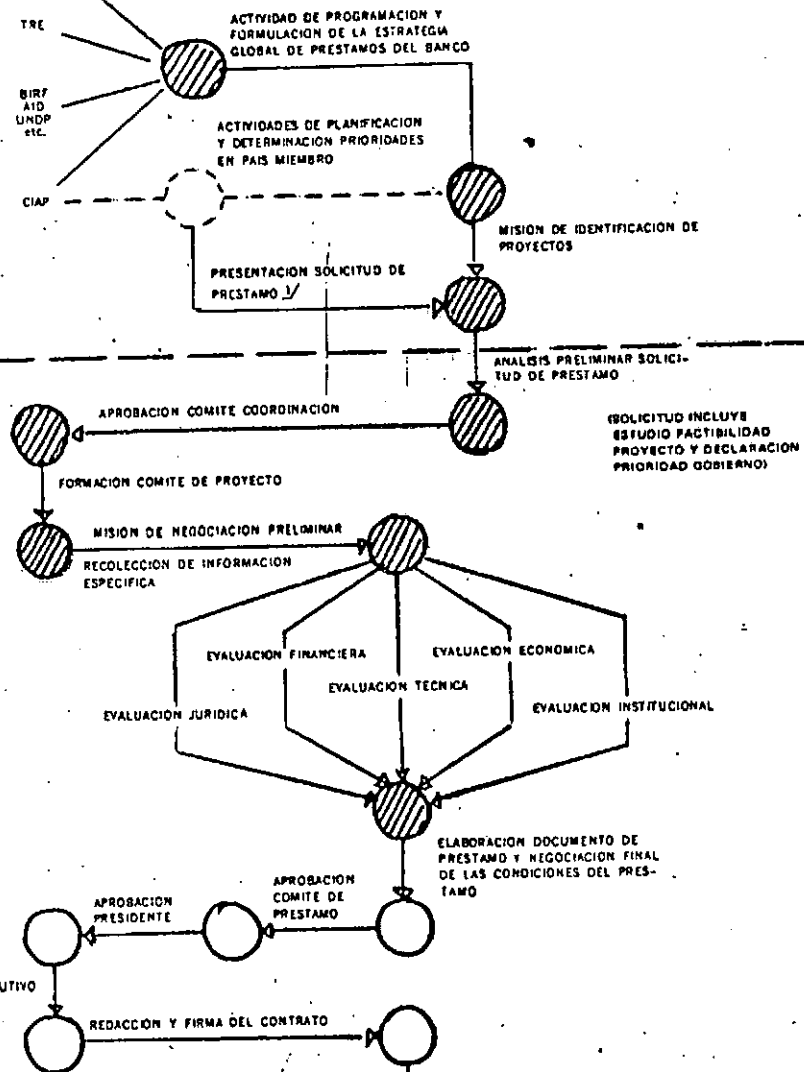 TRE
ACTIVIDAD DE PROGRAMACION Y
FORMULACION DE LA ESTRATEGIA
GLOBAL DE PRESTAMOS DEL BANCO
BIRF
AID
UNDP
etc.
ACTIVIDADES DE PLANIFICACION
Y DETERMINACION PRIORIDADES
EN PAIS MIEMBRO
CIAP
MISION DE IDENTIFICACION DE
PROYECTOS
PRESENTACION SOLICITUD DE
PRESTAMO 1/
ANALISIS PRELIMINAR SOLICI-
TUD DE PRESTAMO
APROBACION COMITE COORDINACION
(SOLICITUD INCLUYE
ESTUDIO FACTIBILIDAD
PROYECTO Y DECLARACION
PRIORIDAD GOBIERNO)
FORMACION COMITE DE PROYECTO
MISION DE NEGOCIACION PRELIMINAR
RECOLECCION DE INFORMACION
ESPECIFICA
EVALUACION FINANCIERA
EVALUACION ECONOMICA
EVALUACION TECNICA
EVALUACION JURIDICA
EVALUACION INSTITUCIONAL
ELABORACION DOCUMENTO DE
PRESTAMO Y NEGOCIACION FINAL
DE LAS CONDICIONES DEL PRES-
TAMO
APROBACION
COMITE DE
PRESTAMO
APROBACION
PRESIDENTE
UTIVO
REDACCION Y FIRMA DEL CONTRATO